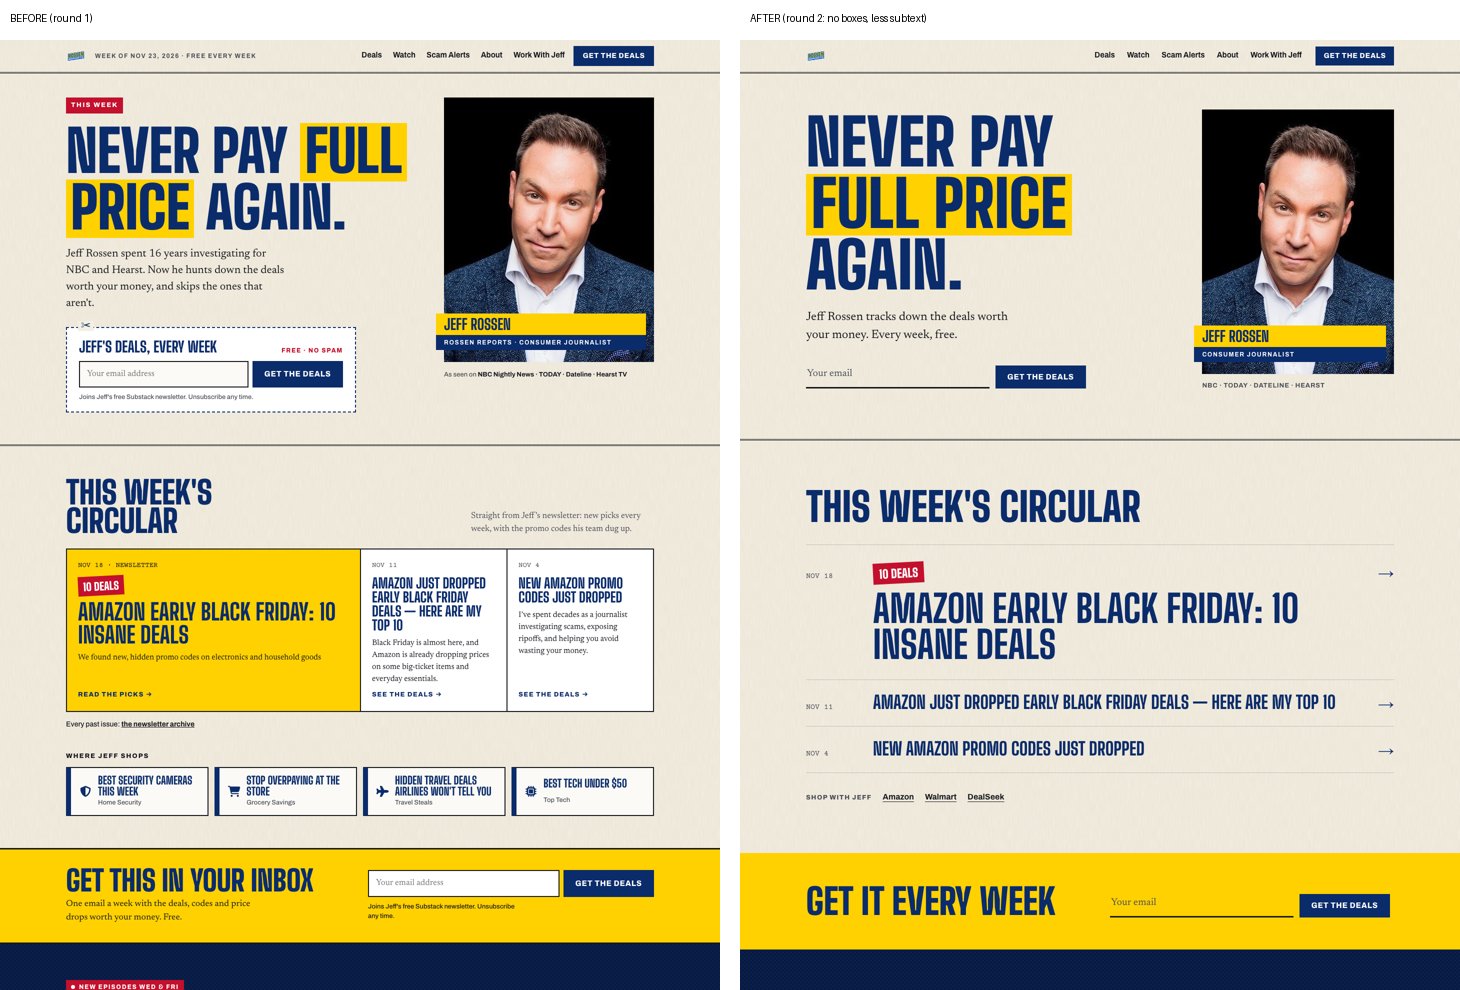 BEFORE (round 1)
WEEK OF NOV 23, 2026 · FREE EVERY WEEK
Deals Watch Scam Alerts About Work With Jeff GET THE DEALS
THIS WEEK
NEVER PAY FULL
PRICE AGAIN.
Jeff Rossen spent 16 years investigating for
NBC and Hearst. Now he hunts down the deals
worth your money, and skips the ones that
aren't.
JEFF'S DEALS, EVERY WEEK
FREE · NO SPAM
Your email address
GET THE DEALS
Joins Jeff's free Substack newsletter. Unsubscribe any time.
JEFF ROSSEN
ROSSEN REPORTS · CONSUMER JOURNALIST
As seen on NBC Nightly News · TODAY · Dateline · Hearst TV
THIS WEEK'S
CIRCULAR
Straight from Jeff's newsletter: new picks every
week, with the promo codes his team dug up.
NOV 18 · NEWSLETTER
10 DEALS
AMAZON EARLY BLACK FRIDAY: 10
INSANE DEALS
We found new, hidden promo codes on electronics and household goods
READ THE PICKS →
NOV 11
AMAZON JUST DROPPED
EARLY BLACK FRIDAY
DEALS — HERE ARE MY
TOP 10
Black Friday is almost here, and
Amazon is already dropping prices
on some big-ticket items and
everyday essentials.
SEE THE DEALS →
NOV 4
NEW AMAZON PROMO
CODES JUST DROPPED
I've spent decades as a journalist
investigating scams, exposing
ripoffs, and helping you avoid
wasting your money.
SEE THE DEALS →
Every past issue: the newsletter archive
WHERE JEFF SHOPS
BEST SECURITY CAMERAS
THIS WEEK
Home Security
STOP OVERPAYING AT THE
STORE
Grocery Savings
HIDDEN TRAVEL DEALS
AIRLINES WON'T TELL YOU
Travel Steals
BEST TECH UNDER $50
Top Tech
GET THIS IN YOUR INBOX
One email a week with the deals, codes and price
drops worth your money. Free.
Your email address
GET THE DEALS
Joins Jeff's free Substack newsletter. Unsubscribe
any time.
NEW EPISODES WED & FRI
AFTER (round 2: no boxes, less subtext)
Deals Watch Scam Alerts About Work With Jeff GET THE DEALS
NEVER PAY
FULL PRICE
AGAIN.
Jeff Rossen tracks down the deals worth
your money. Every week, free.
Your email
GET THE DEALS
JEFF ROSSEN
CONSUMER JOURNALIST
NBC · TODAY · DATELINE · HEARST
THIS WEEK'S CIRCULAR
NOV 18
10 DEALS
→
AMAZON EARLY BLACK FRIDAY: 10
INSANE DEALS
NOV 11 AMAZON JUST DROPPED EARLY BLACK FRIDAY DEALS — HERE ARE MY TOP 10 →
NOV 4 NEW AMAZON PROMO CODES JUST DROPPED →
SHOP WITH JEFF Amazon Walmart DealSeek
GET IT EVERY WEEK
Your email
GET THE DEALS